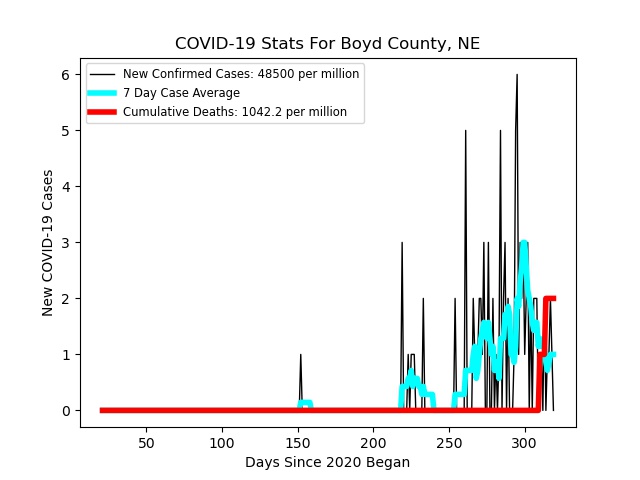 COVID-19 Stats For Boyd County, NE
New Confirmed Cases: 48500 per million
7 Day Case Average
Cumulative Deaths: 1042.2 per million
New COVID-19 Cases
6
5
4
3
2
1
0
50 100 150 200 250 300
Days Since 2020 Began